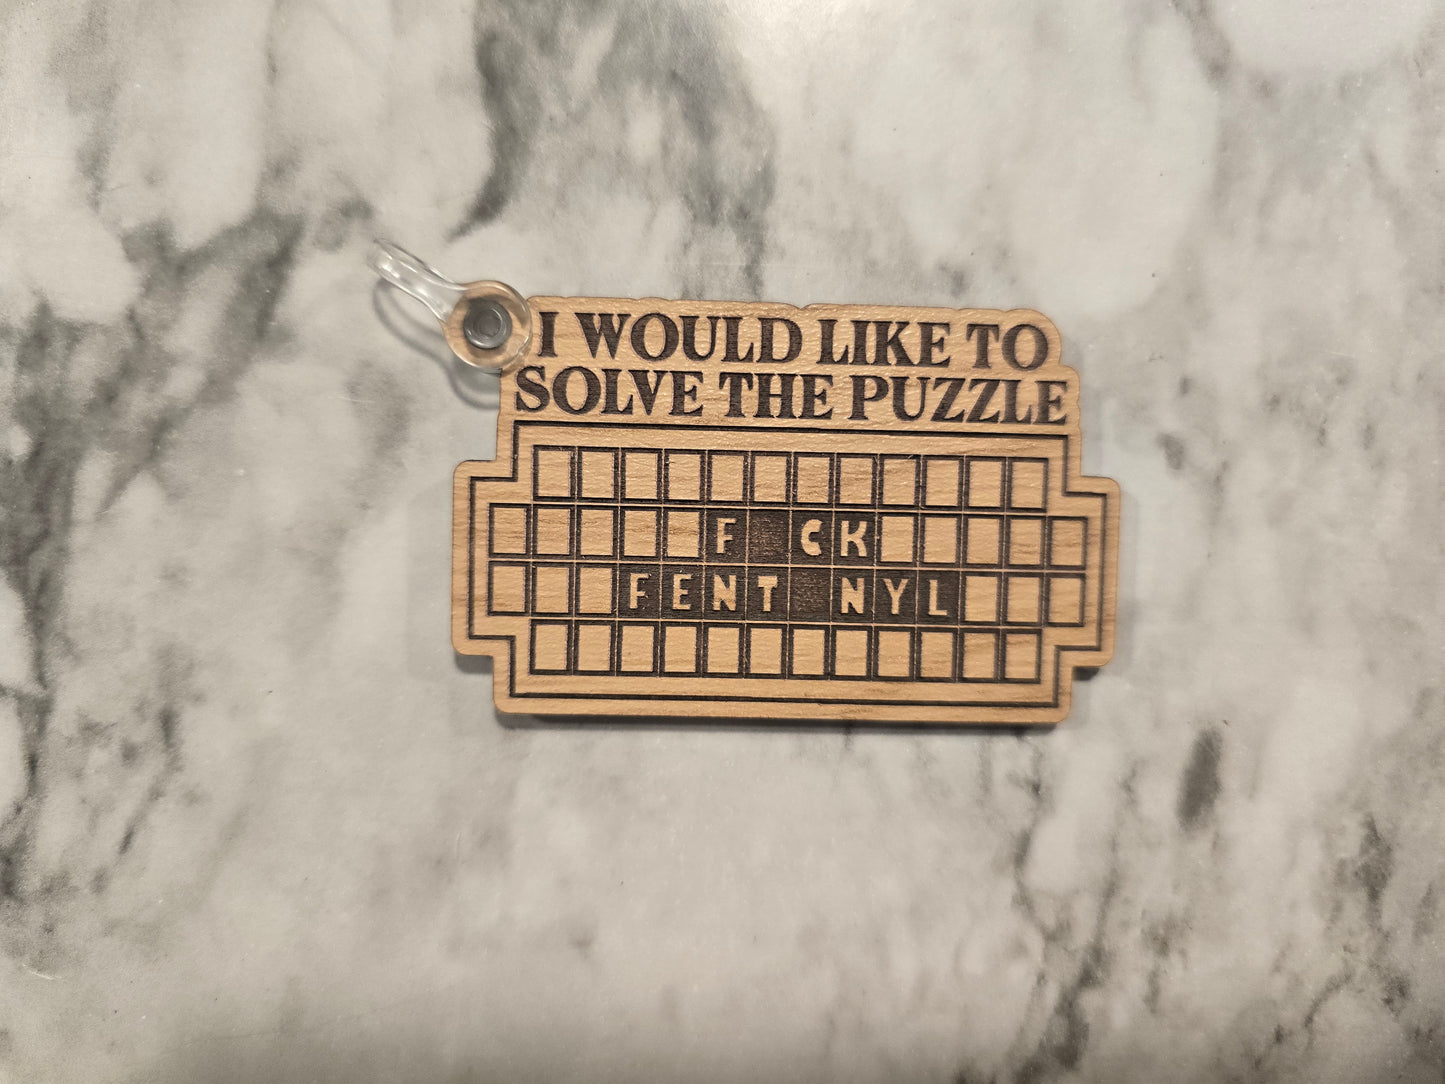 I WOULD LIKE TO
SOLVE THE PUZZLE
F CK
FENT NYL